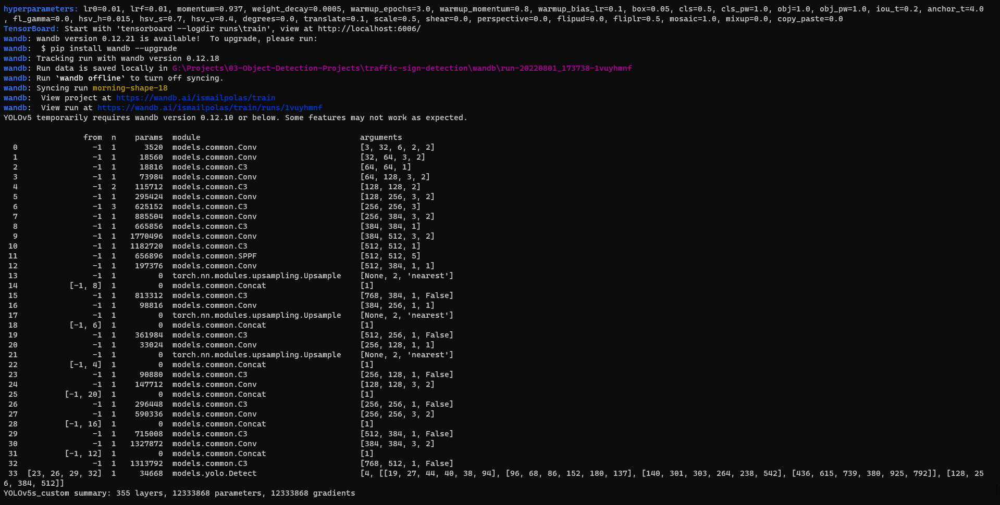 hyperparameters: lr0=0.01, lrf=0.01, momentum=0.937, weight_decay=0.0005, warmup_epochs=3.0, warmup_momentum=0.8, warmup_bias_lr=0.1, box=0.05, cls=0.5, cls_pw=1.0, obj=1.0, obj_pw=1.0, iou_t=0.2, anchor_t=4.0
, fl_gamma=0.0, hsv_h=0.015, hsv_s=0.7, hsv_v=0.4, degrees=0.0, translate=0.1, scale=0.5, shear=0.0, perspective=0.0, flipud=0.0, fliplr=0.5, mosaic=1.0, mixup=0.0, copy_paste=0.0
TensorBoard: Start with 'tensorboard --logdir runs\train', view at http://localhost:6006/
wandb: wandb version 0.12.21 is available!  To upgrade, please run:
wandb:  $ pip install wandb --upgrade
wandb: Tracking run with wandb version 0.12.18
wandb: Run data is saved locally in G:\Projects\03-Object-Detection-Projects\traffic-sign-detection\wandb\run-20220801_173738-1vuyhmnf
wandb: Run `wandb offline` to turn off syncing.
wandb: Syncing run morning-shape-18
wandb:  View project at https://wandb.ai/ismailpolas/train
wandb:  View run at https://wandb.ai/ismailpolas/train/runs/1vuyhmnf
YOLOv5 temporarily requires wandb version 0.12.10 or below. Some features may not work as expected.
from  n    params  module                                  arguments
0                -1  1      3520  models.common.Conv                      [3, 32, 6, 2, 2]
1                -1  1     18560  models.common.Conv                      [32, 64, 3, 2]
2                -1  1     18816  models.common.C3                        [64, 64, 1]
3                -1  1     73984  models.common.Conv                      [64, 128, 3, 2]
4                -1  2    115712  models.common.C3                        [128, 128, 2]
5                -1  1    295424  models.common.Conv                      [128, 256, 3, 2]
6                -1  3    625152  models.common.C3                        [256, 256, 3]
7                -1  1    885504  models.common.Conv                      [256, 384, 3, 2]
8                -1  1    665856  models.common.C3                        [384, 384, 1]
9                -1  1   1770496  models.common.Conv                      [384, 512, 3, 2]
10                -1  1   1182720  models.common.C3                        [512, 512, 1]
11                -1  1    656896  models.common.SPPF                      [512, 512, 5]
12                -1  1    197376  models.common.Conv                      [512, 384, 1, 1]
13                -1  1         0  torch.nn.modules.upsampling.Upsample    [None, 2, 'nearest']
14           [-1, 8]  1         0  models.common.Concat                    [1]
15                -1  1    813312  models.common.C3                        [768, 384, 1, False]
16                -1  1     98816  models.common.Conv                      [384, 256, 1, 1]
17                -1  1         0  torch.nn.modules.upsampling.Upsample    [None, 2, 'nearest']
18           [-1, 6]  1         0  models.common.Concat                    [1]
19                -1  1    361984  models.common.C3                        [512, 256, 1, False]
20                -1  1     33024  models.common.Conv                      [256, 128, 1, 1]
21                -1  1         0  torch.nn.modules.upsampling.Upsample    [None, 2, 'nearest']
22           [-1, 4]  1         0  models.common.Concat                    [1]
23                -1  1     90880  models.common.C3                        [256, 128, 1, False]
24                -1  1    147712  models.common.Conv                      [128, 128, 3, 2]
25          [-1, 20]  1         0  models.common.Concat                    [1]
26                -1  1    296448  models.common.C3                        [256, 256, 1, False]
27                -1  1    590336  models.common.Conv                      [256, 256, 3, 2]
28          [-1, 16]  1         0  models.common.Concat                    [1]
29                -1  1    715008  models.common.C3                        [512, 384, 1, False]
30                -1  1   1327872  models.common.Conv                      [384, 384, 3, 2]
31          [-1, 12]  1         0  models.common.Concat                    [1]
32                -1  1   1313792  models.common.C3                        [768, 512, 1, False]
33  [23, 26, 29, 32]  1     34668  models.yolo.Detect                      [4, [[19, 27, 44, 40, 38, 94], [96, 68, 86, 152, 180, 137], [140, 301, 303, 264, 238, 542], [436, 615, 739, 380, 925, 792]], [128, 25
6, 384, 512]]
YOLOv5s_custom summary: 355 layers, 12333868 parameters, 12333868 gradients